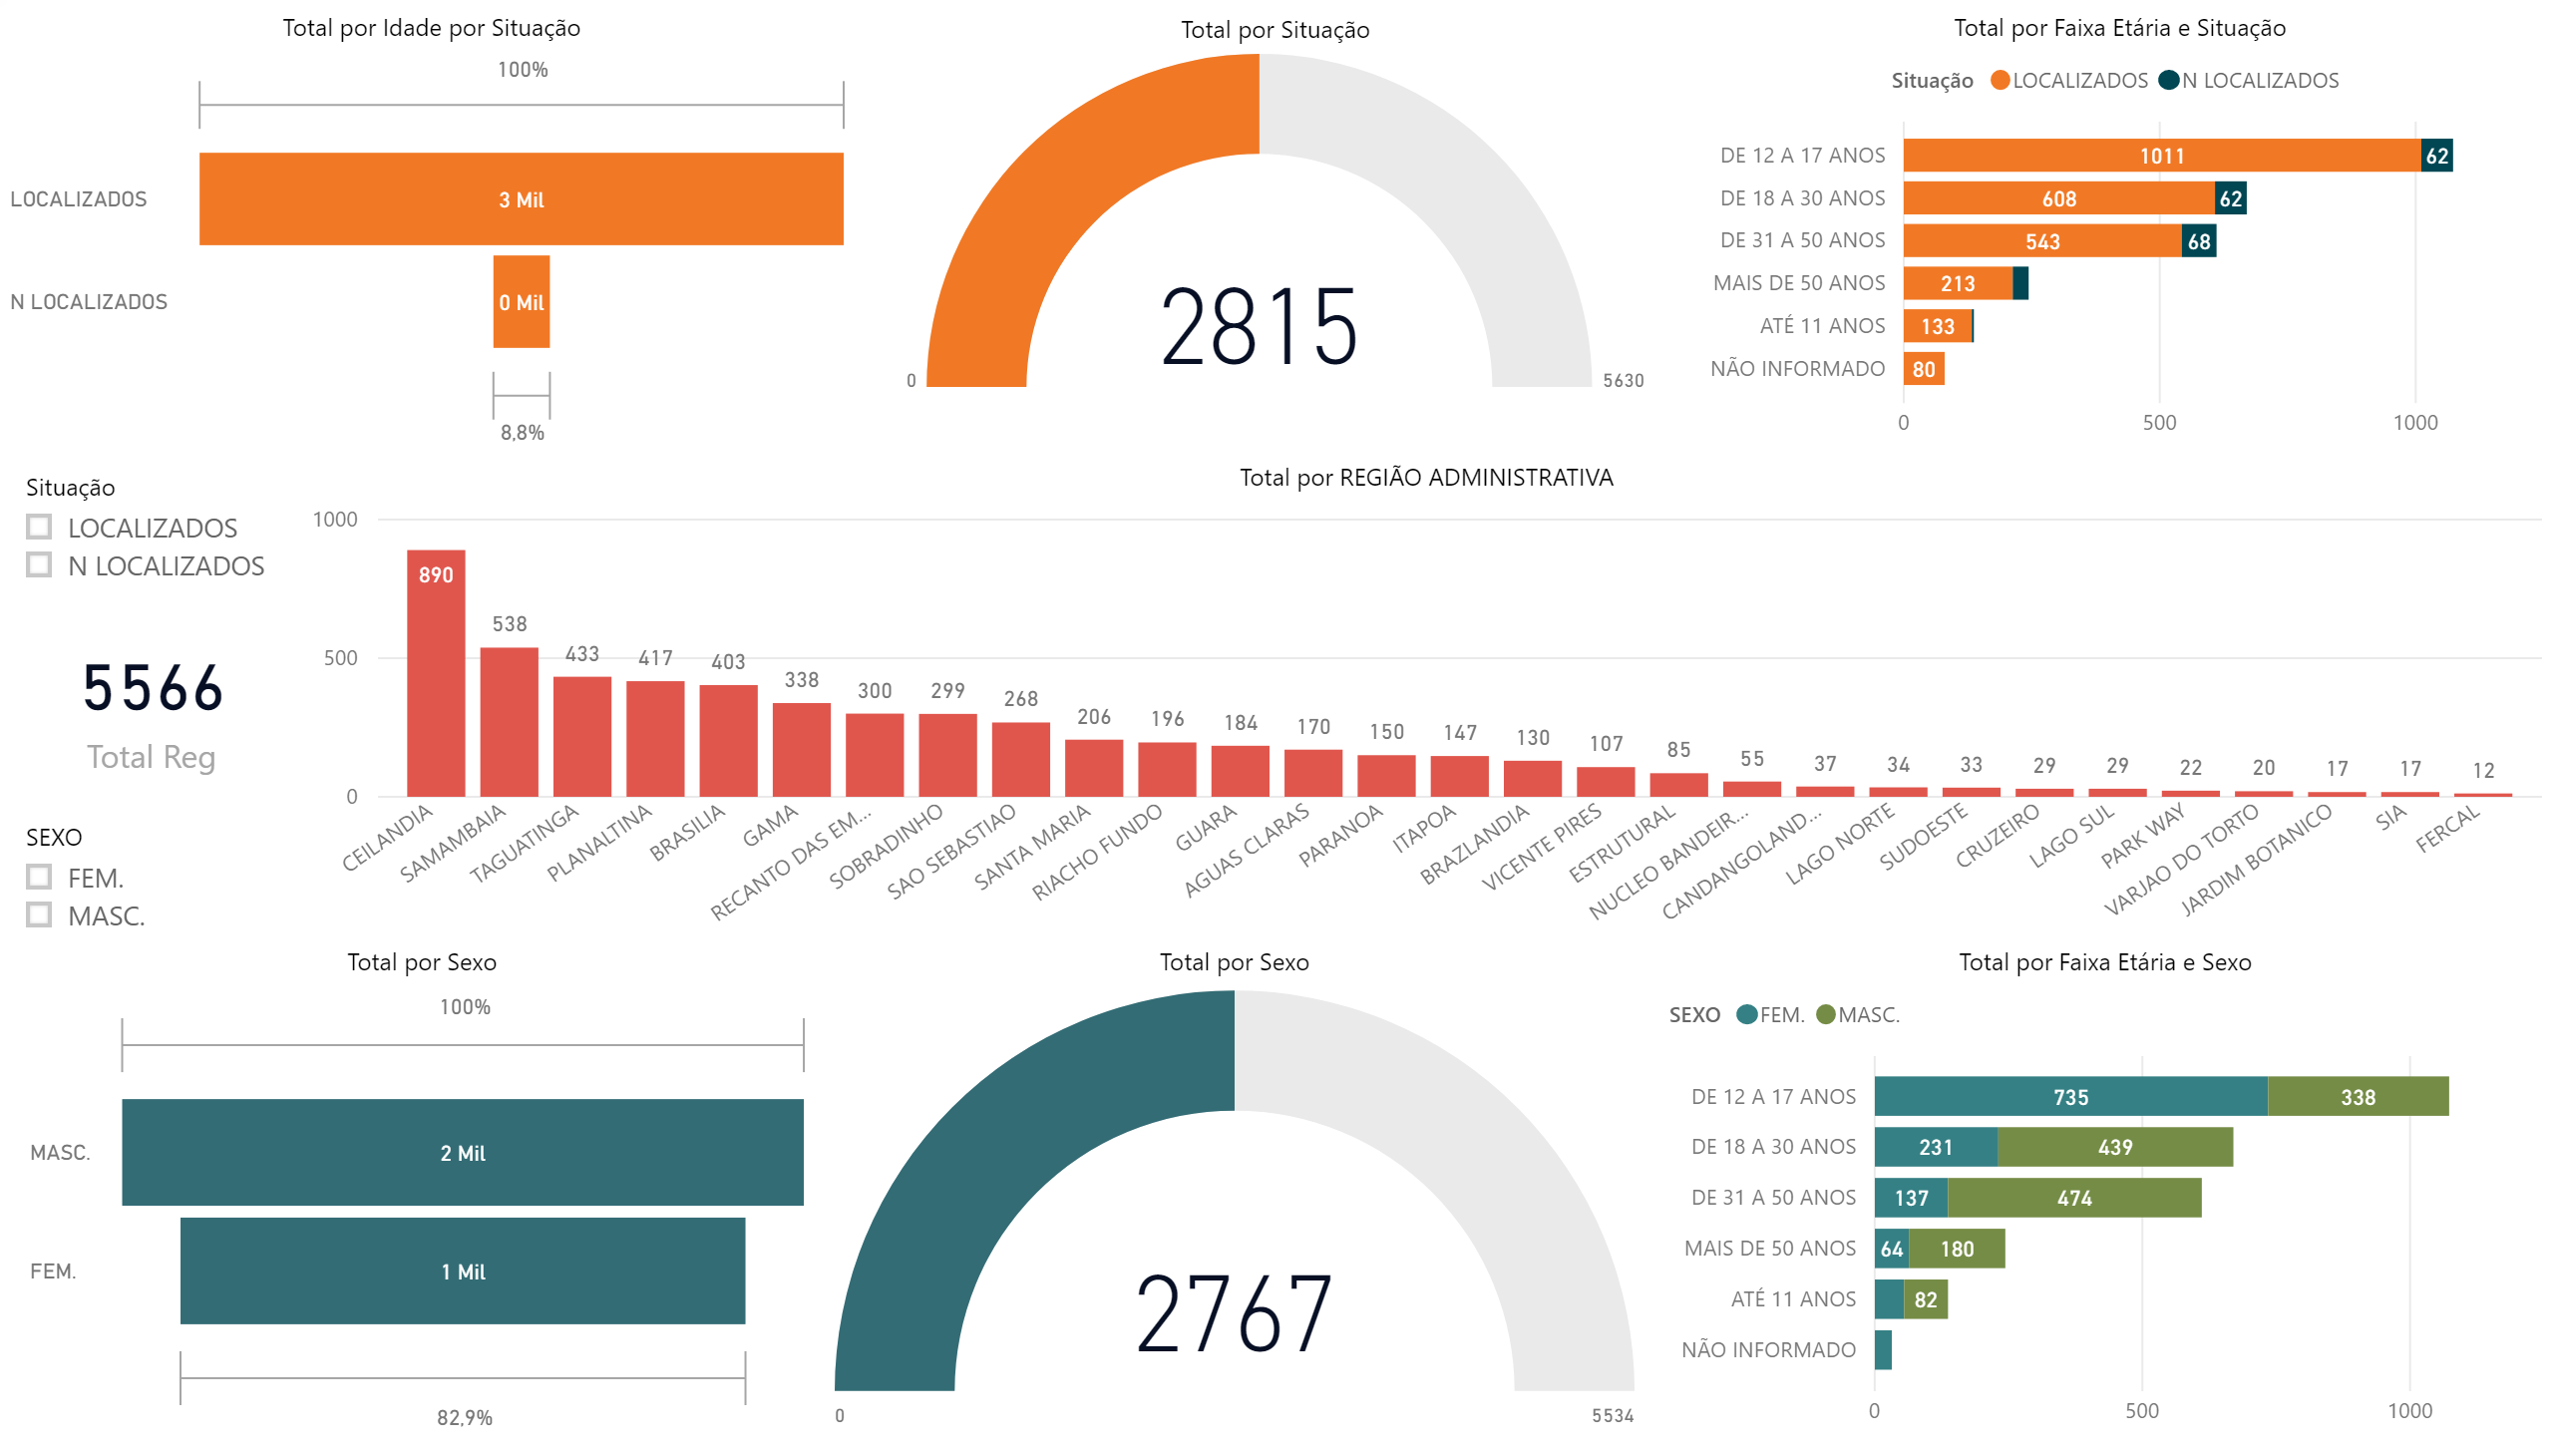 Total por Idade por Situação
100%
LOCALIZADOS
3 Mil
N LOCALIZADOS
0 Mil
8,8%
Total por Situação
2815
0
5630
Total por Faixa Etária e Situação
Situação LOCALIZADOS N LOCALIZADOS
DE 12 A 17 ANOS 1011 62
DE 18 A 30 ANOS 608 62
DE 31 A 50 ANOS 543 68
MAIS DE 50 ANOS 213
ATÉ 11 ANOS 133
NÃO INFORMADO 80
0 500 1000
Situação
LOCALIZADOS
N LOCALIZADOS
5566
Total Reg
SEXO
FEM.
MASC.
Total por REGIÃO ADMINISTRATIVA
1000
500
0
890 538 433 417 403 338 300 299 268 206 196 184 170 150 147 130 107 85 55 37 34 33 29 29 22 20 17 17 12
CEILANDIA
SAMAMBAIA
TAGUATINGA
PLANALTINA
BRASILIA
GAMA
RECANTO DAS EM...
SOBRADINHO
SAO SEBASTIAO
SANTA MARIA
RIACHO FUNDO
GUARA
AGUAS CLARAS
PARANOA
ITAPOA
BRAZLANDIA
VICENTE PIRES
ESTRUTURAL
NUCLEO BANDEIR...
CANDANGOLAND...
LAGO NORTE
SUDOESTE
CRUZEIRO
LAGO SUL
PARK WAY
VARJAO DO TORTO
JARDIM BOTANICO
SIA
FERCAL
Total por Sexo
100%
MASC.
2 Mil
FEM.
1 Mil
82,9%
Total por Sexo
2767
0
5534
Total por Faixa Etária e Sexo
SEXO FEM. MASC.
DE 12 A 17 ANOS 735 338
DE 18 A 30 ANOS 231 439
DE 31 A 50 ANOS 137 474
MAIS DE 50 ANOS 64 180
ATÉ 11 ANOS 82
NÃO INFORMADO
0 500 1000